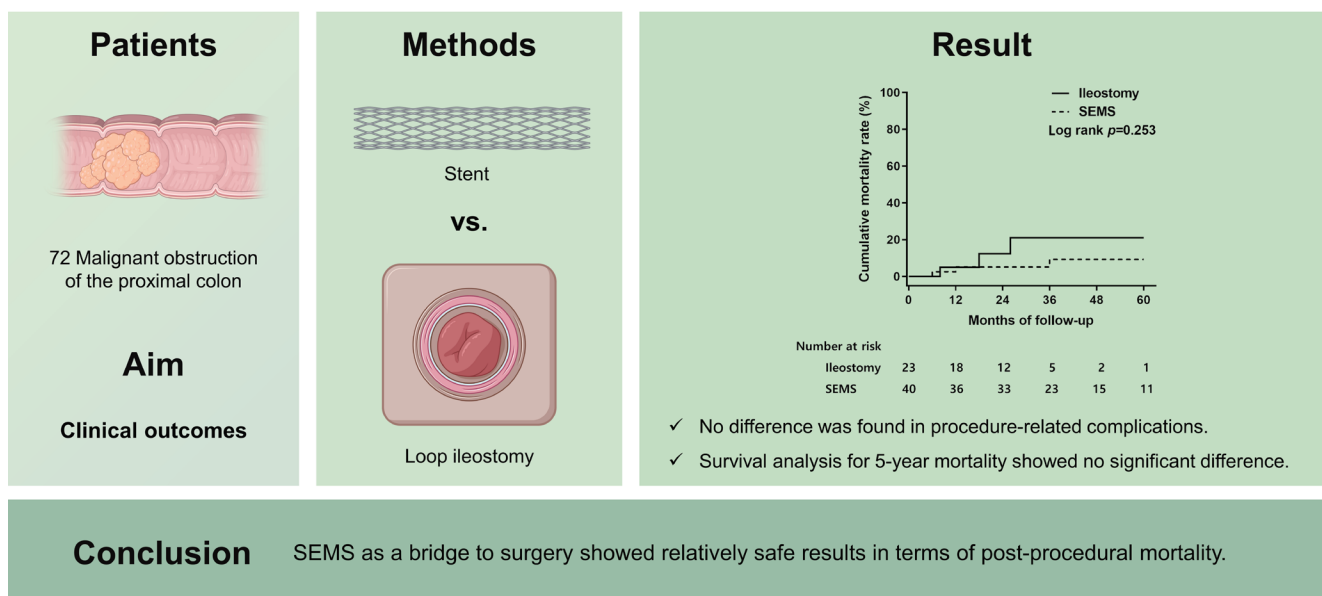 Patients
72 Malignant obstruction
of the proximal colon
Aim
Clinical outcomes
Methods
Stent
vs.
Loop ileostomy
Result
Cumulative mortality rate (%)
100
80
60
40
20
0
Ileostomy
SEMS
Log rank p=0.253
0 12 24 36 48 60
Months of follow-up
Number at risk
Ileostomy 23 18 12 5 2 1
SEMS 40 36 33 23 15 11
✓ No difference was found in procedure-related complications.
✓ Survival analysis for 5-year mortality showed no significant difference.
Conclusion SEMS as a bridge to surgery showed relatively safe results in terms of post-procedural mortality.